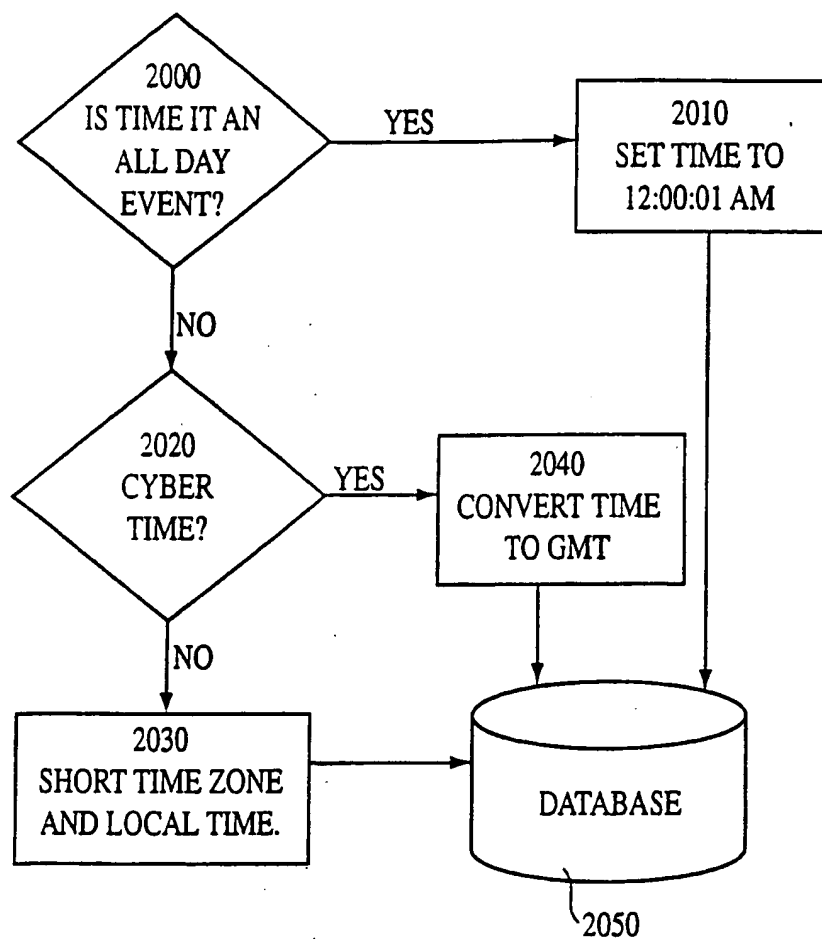 2000
IS TIME IT AN
ALL DAY
EVENT?
YES
2010
SET TIME TO
12:00:01 AM
NO
2020
CYBER
TIME?
YES
2040
CONVERT TIME
TO GMT
NO
2030
SHORT TIME ZONE
AND LOCAL TIME.
DATABASE
2050